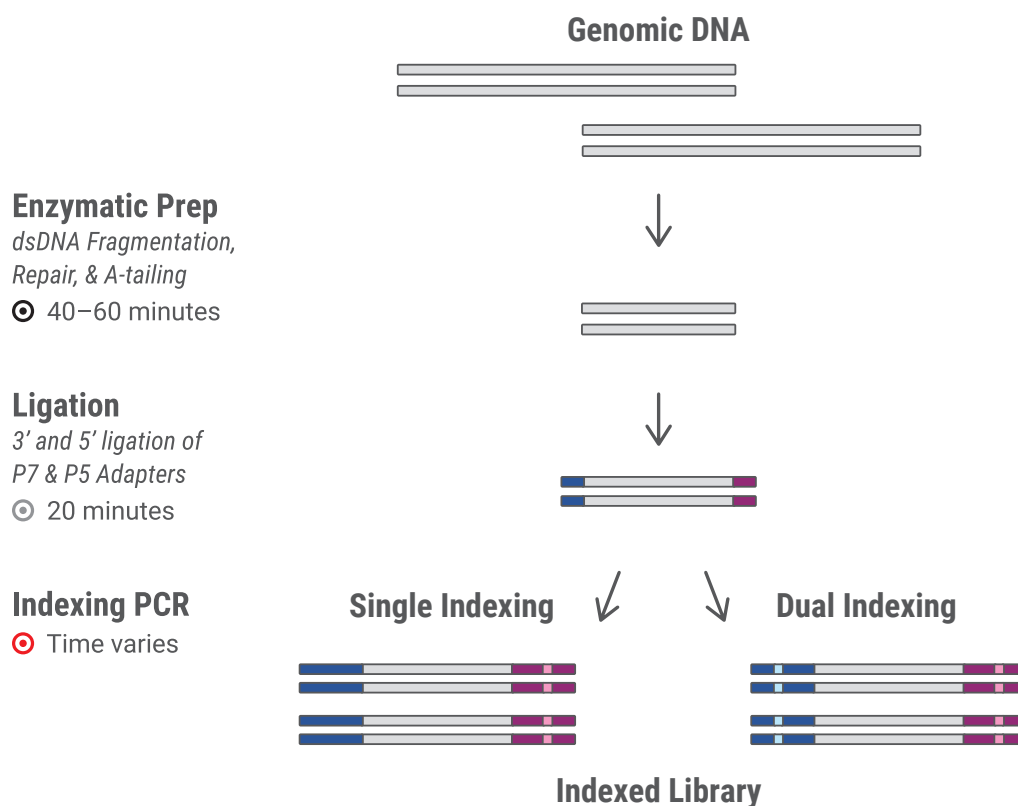 Genomic DNA
Enzymatic Prep
dsDNA Fragmentation,
Repair, & A-tailing
40–60 minutes
Ligation
3’ and 5’ ligation of
P7 & P5 Adapters
20 minutes
Indexing PCR
Time varies
Single Indexing
Dual Indexing
Indexed Library